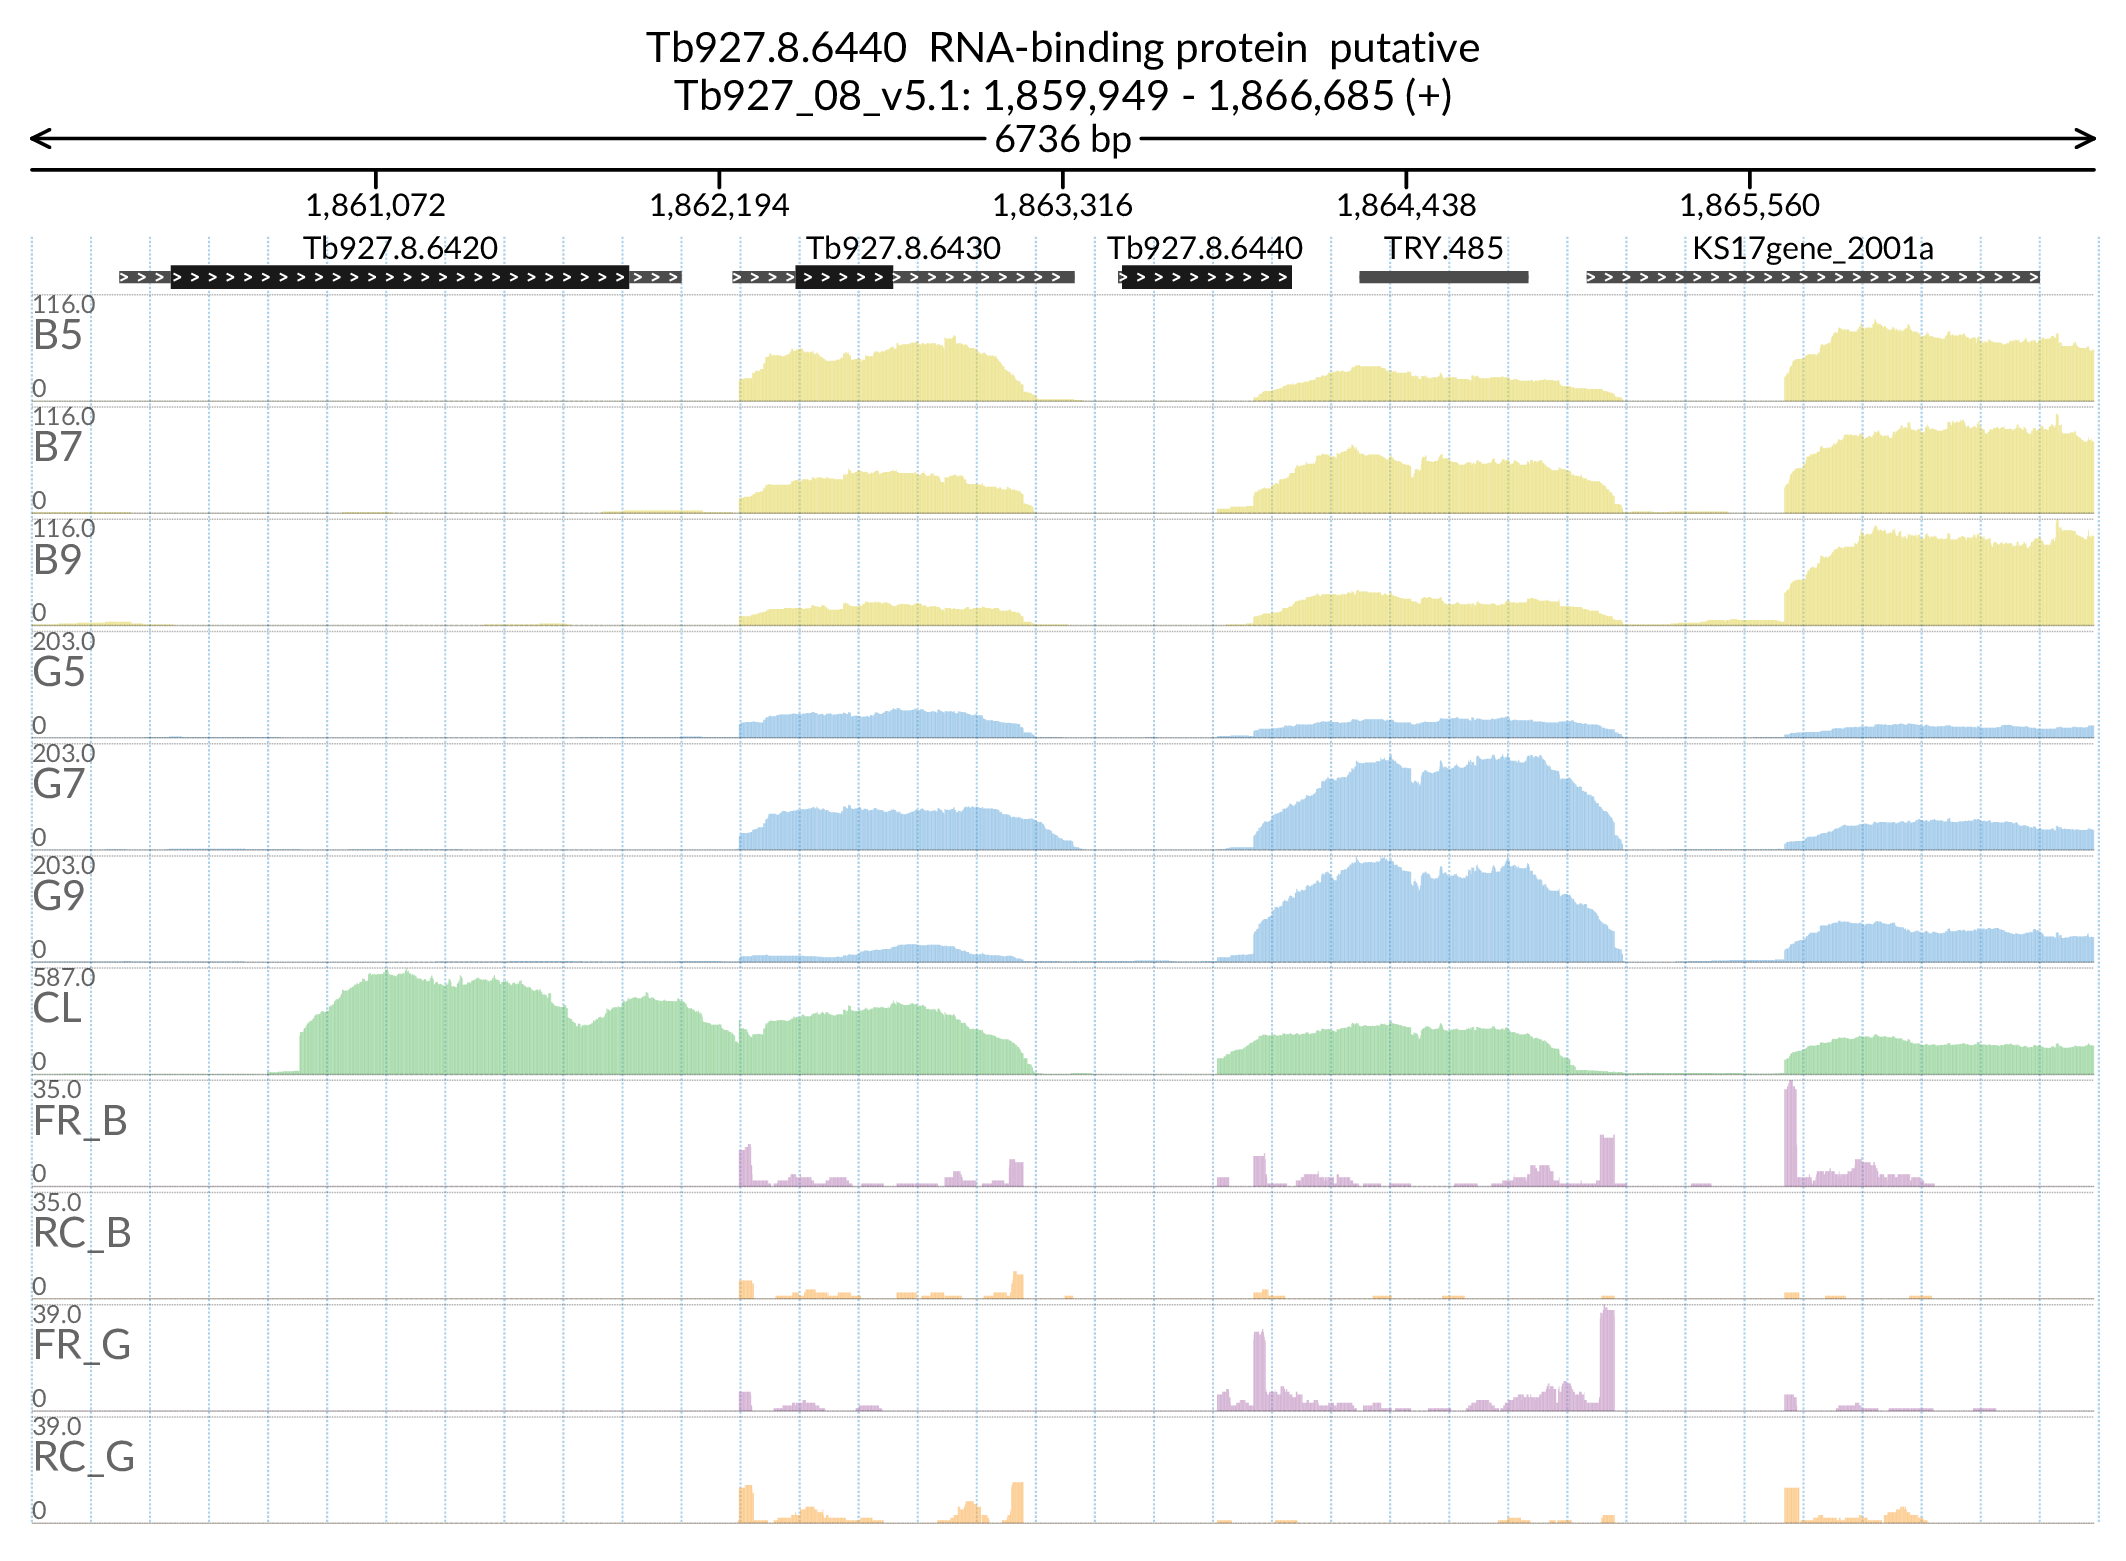 Tb927.8.6440 RNA-binding protein putative
Tb927_08_v5.1: 1,859,949 - 1,866,685 (+)
6736 bp
1,861,072 1,862,194 1,863,316 1,864,438 1,865,560
Tb927.8.6420 Tb927.8.6430 Tb927.8.6440 TRY.485 KS17gene_2001a
116.0
B5
0
116.0
B7
0
116.0
B9
0
203.0
G5
0
203.0
G7
0
203.0
G9
0
587.0
CL
0
35.0
FR_B
0
35.0
RC_B
0
39.0
FR_G
0
39.0
RC_G
0